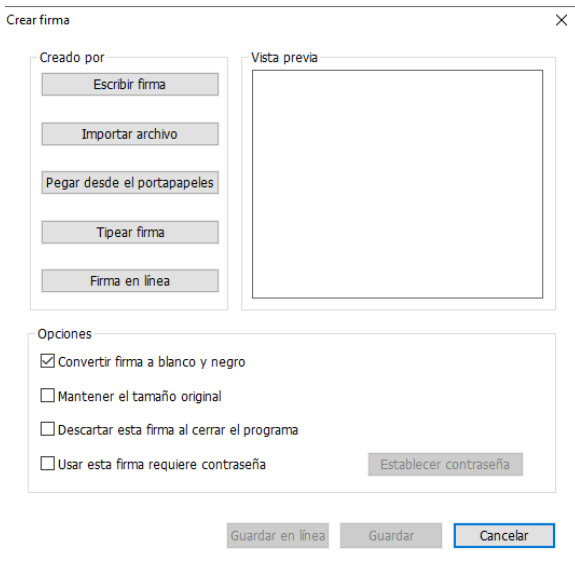 Crear firma
Creado por
Escribir firma
Importar archivo
Pegar desde el portapapeles
Tipear firma
Firma en línea
Vista previa
Opciones
Convertir firma a blanco y negro
Mantener el tamaño original
Descartar esta firma al cerrar el programa
Usar esta firma requiere contraseña
Establecer contraseña
Guardar en línea
Guardar
Cancelar